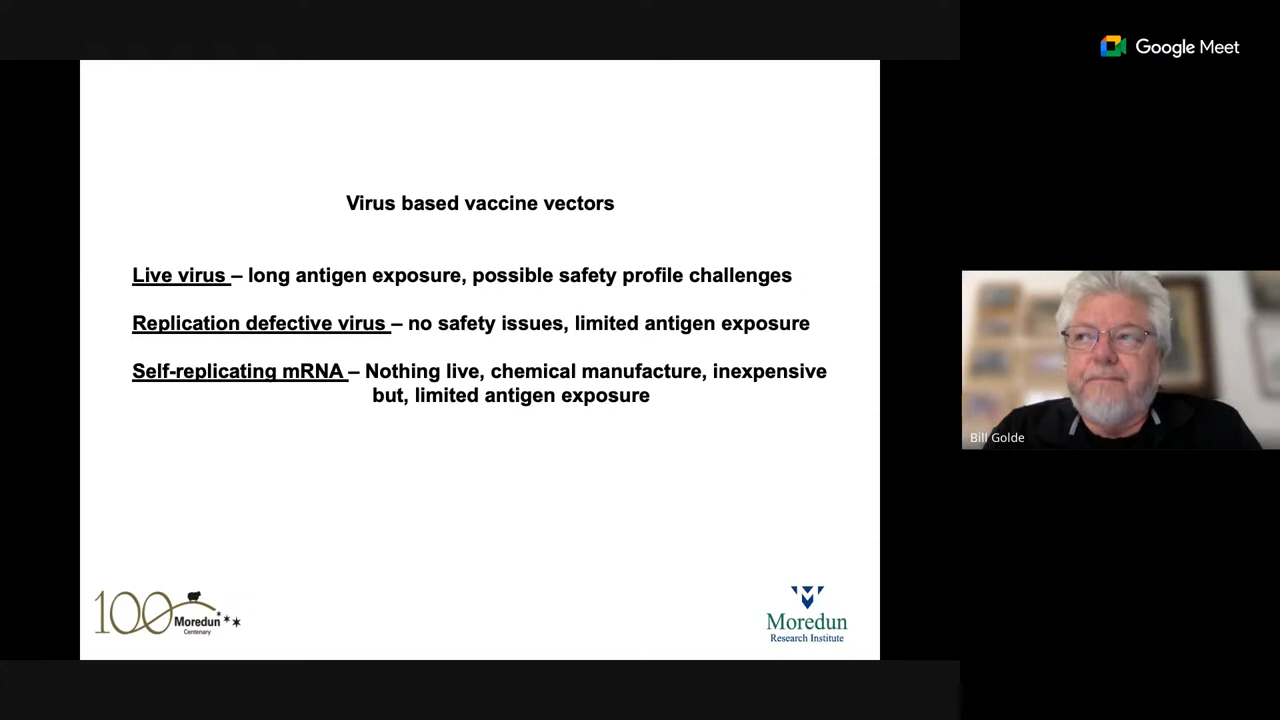 Google Meet
Virus based vaccine vectors
Live virus – long antigen exposure, possible safety profile challenges
Replication defective virus – no safety issues, limited antigen exposure
Self-replicating mRNA – Nothing live, chemical manufacture, inexpensive
but, limited antigen exposure
Bill Golde
100 Moredun
Centenary
Moredun
Research Institute